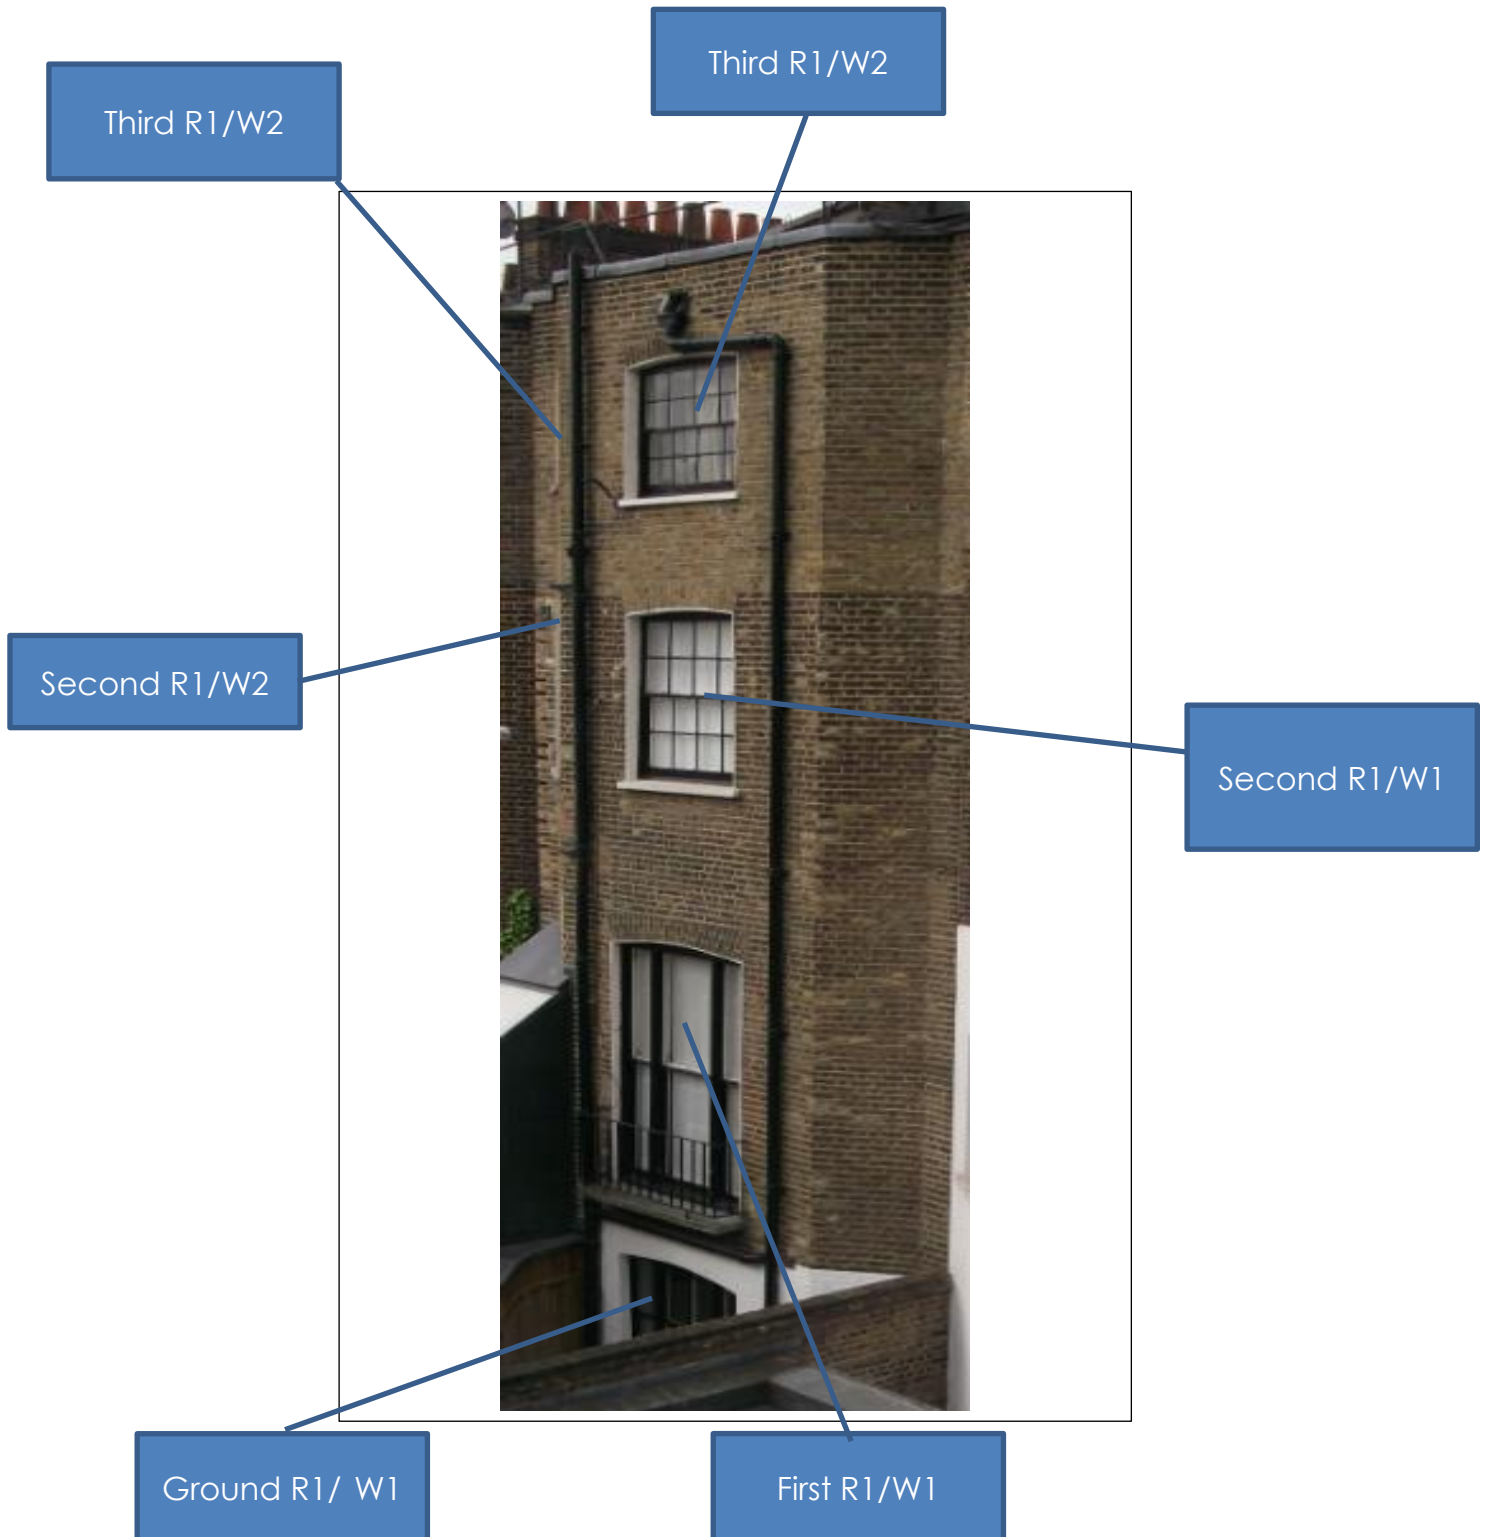 Third R1/W2
Third R1/W2
Second R1/W2
Second R1/W1
Ground R1/ W1
First R1/W1